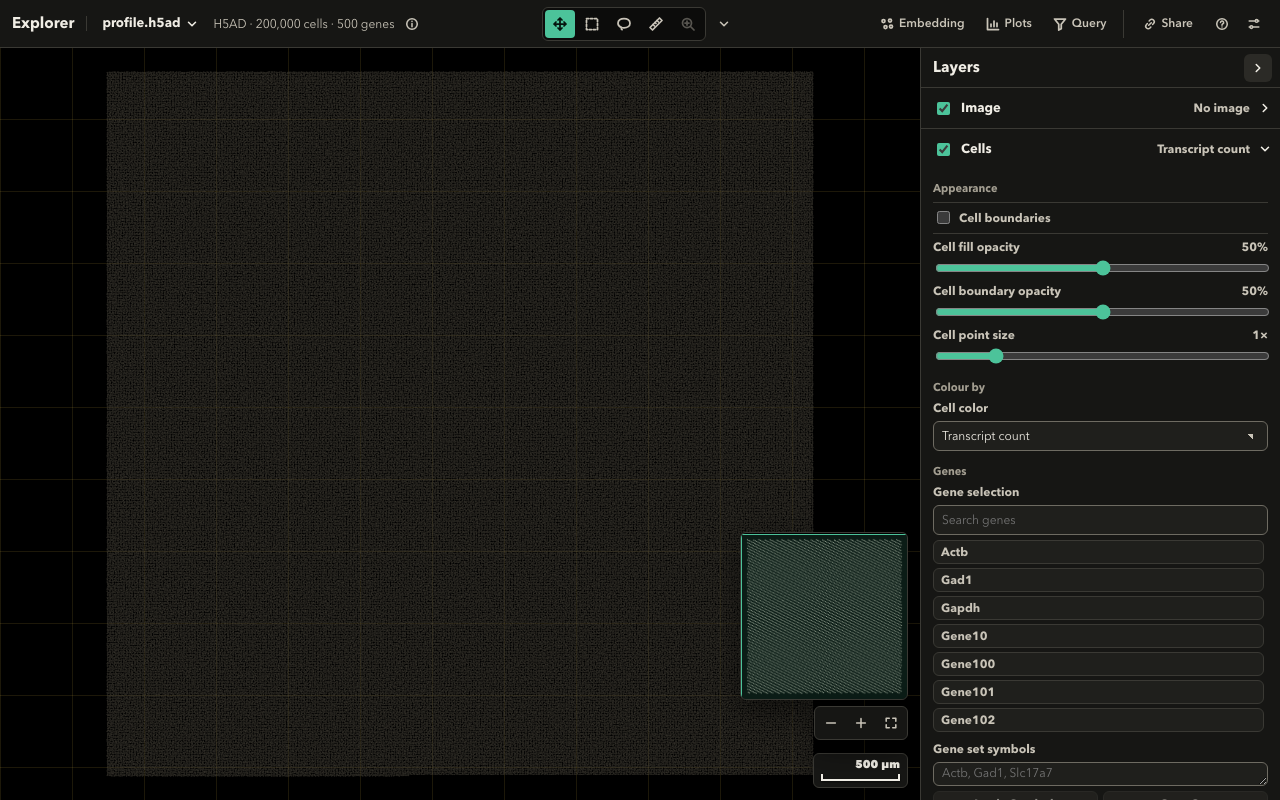 Explorer
profile.h5ad
H5AD · 200,000 cells · 500 genes
Embedding
Plots
Query
Share
Layers
Image
No image
Cells
Transcript count
Appearance
Cell boundaries
Cell fill opacity
50%
Cell boundary opacity
50%
Cell point size
1×
Colour by
Cell color
Transcript count
Genes
Gene selection
Search genes
Actb
Gad1
Gapdh
Gene10
Gene100
Gene101
Gene102
Gene set symbols
Actb, Gad1, Slc17a7
500 µm